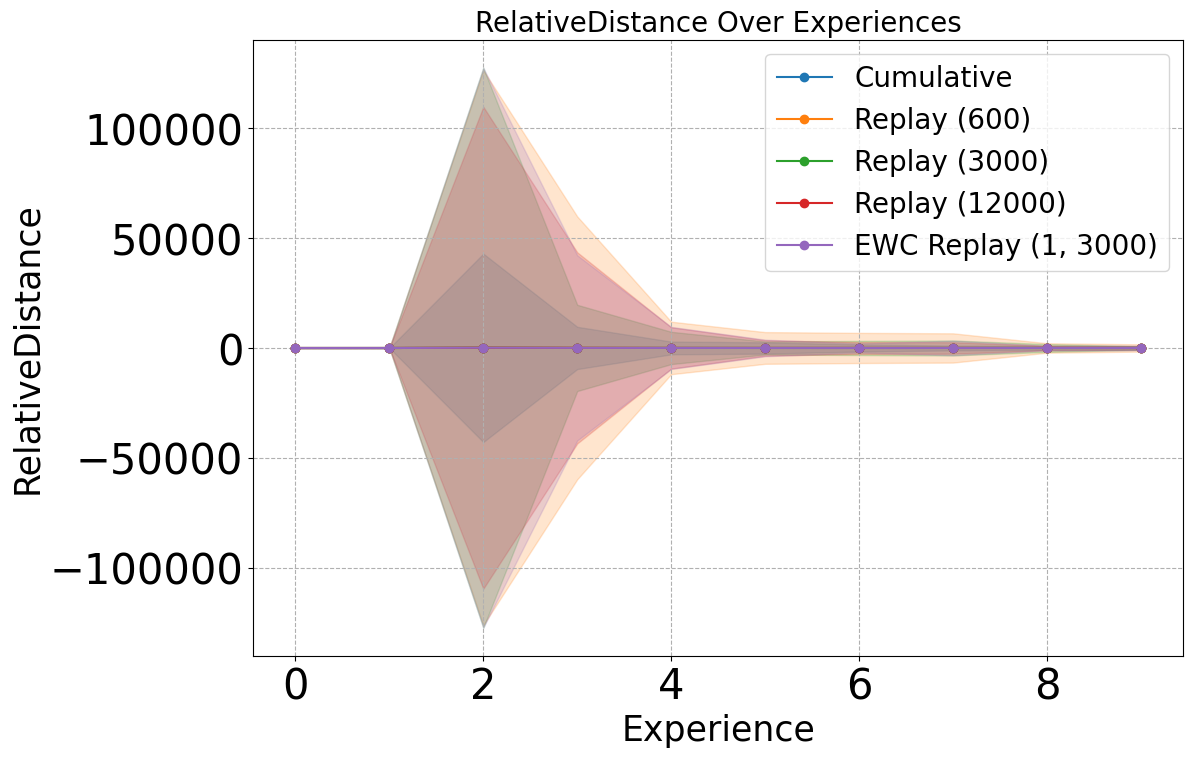 RelativeDistance Over Experiences
RelativeDistance
100000
50000
0
−50000
−100000
Cumulative
Replay (600)
Replay (3000)
Replay (12000)
EWC Replay (1, 3000)
0 2 4 6 8
Experience